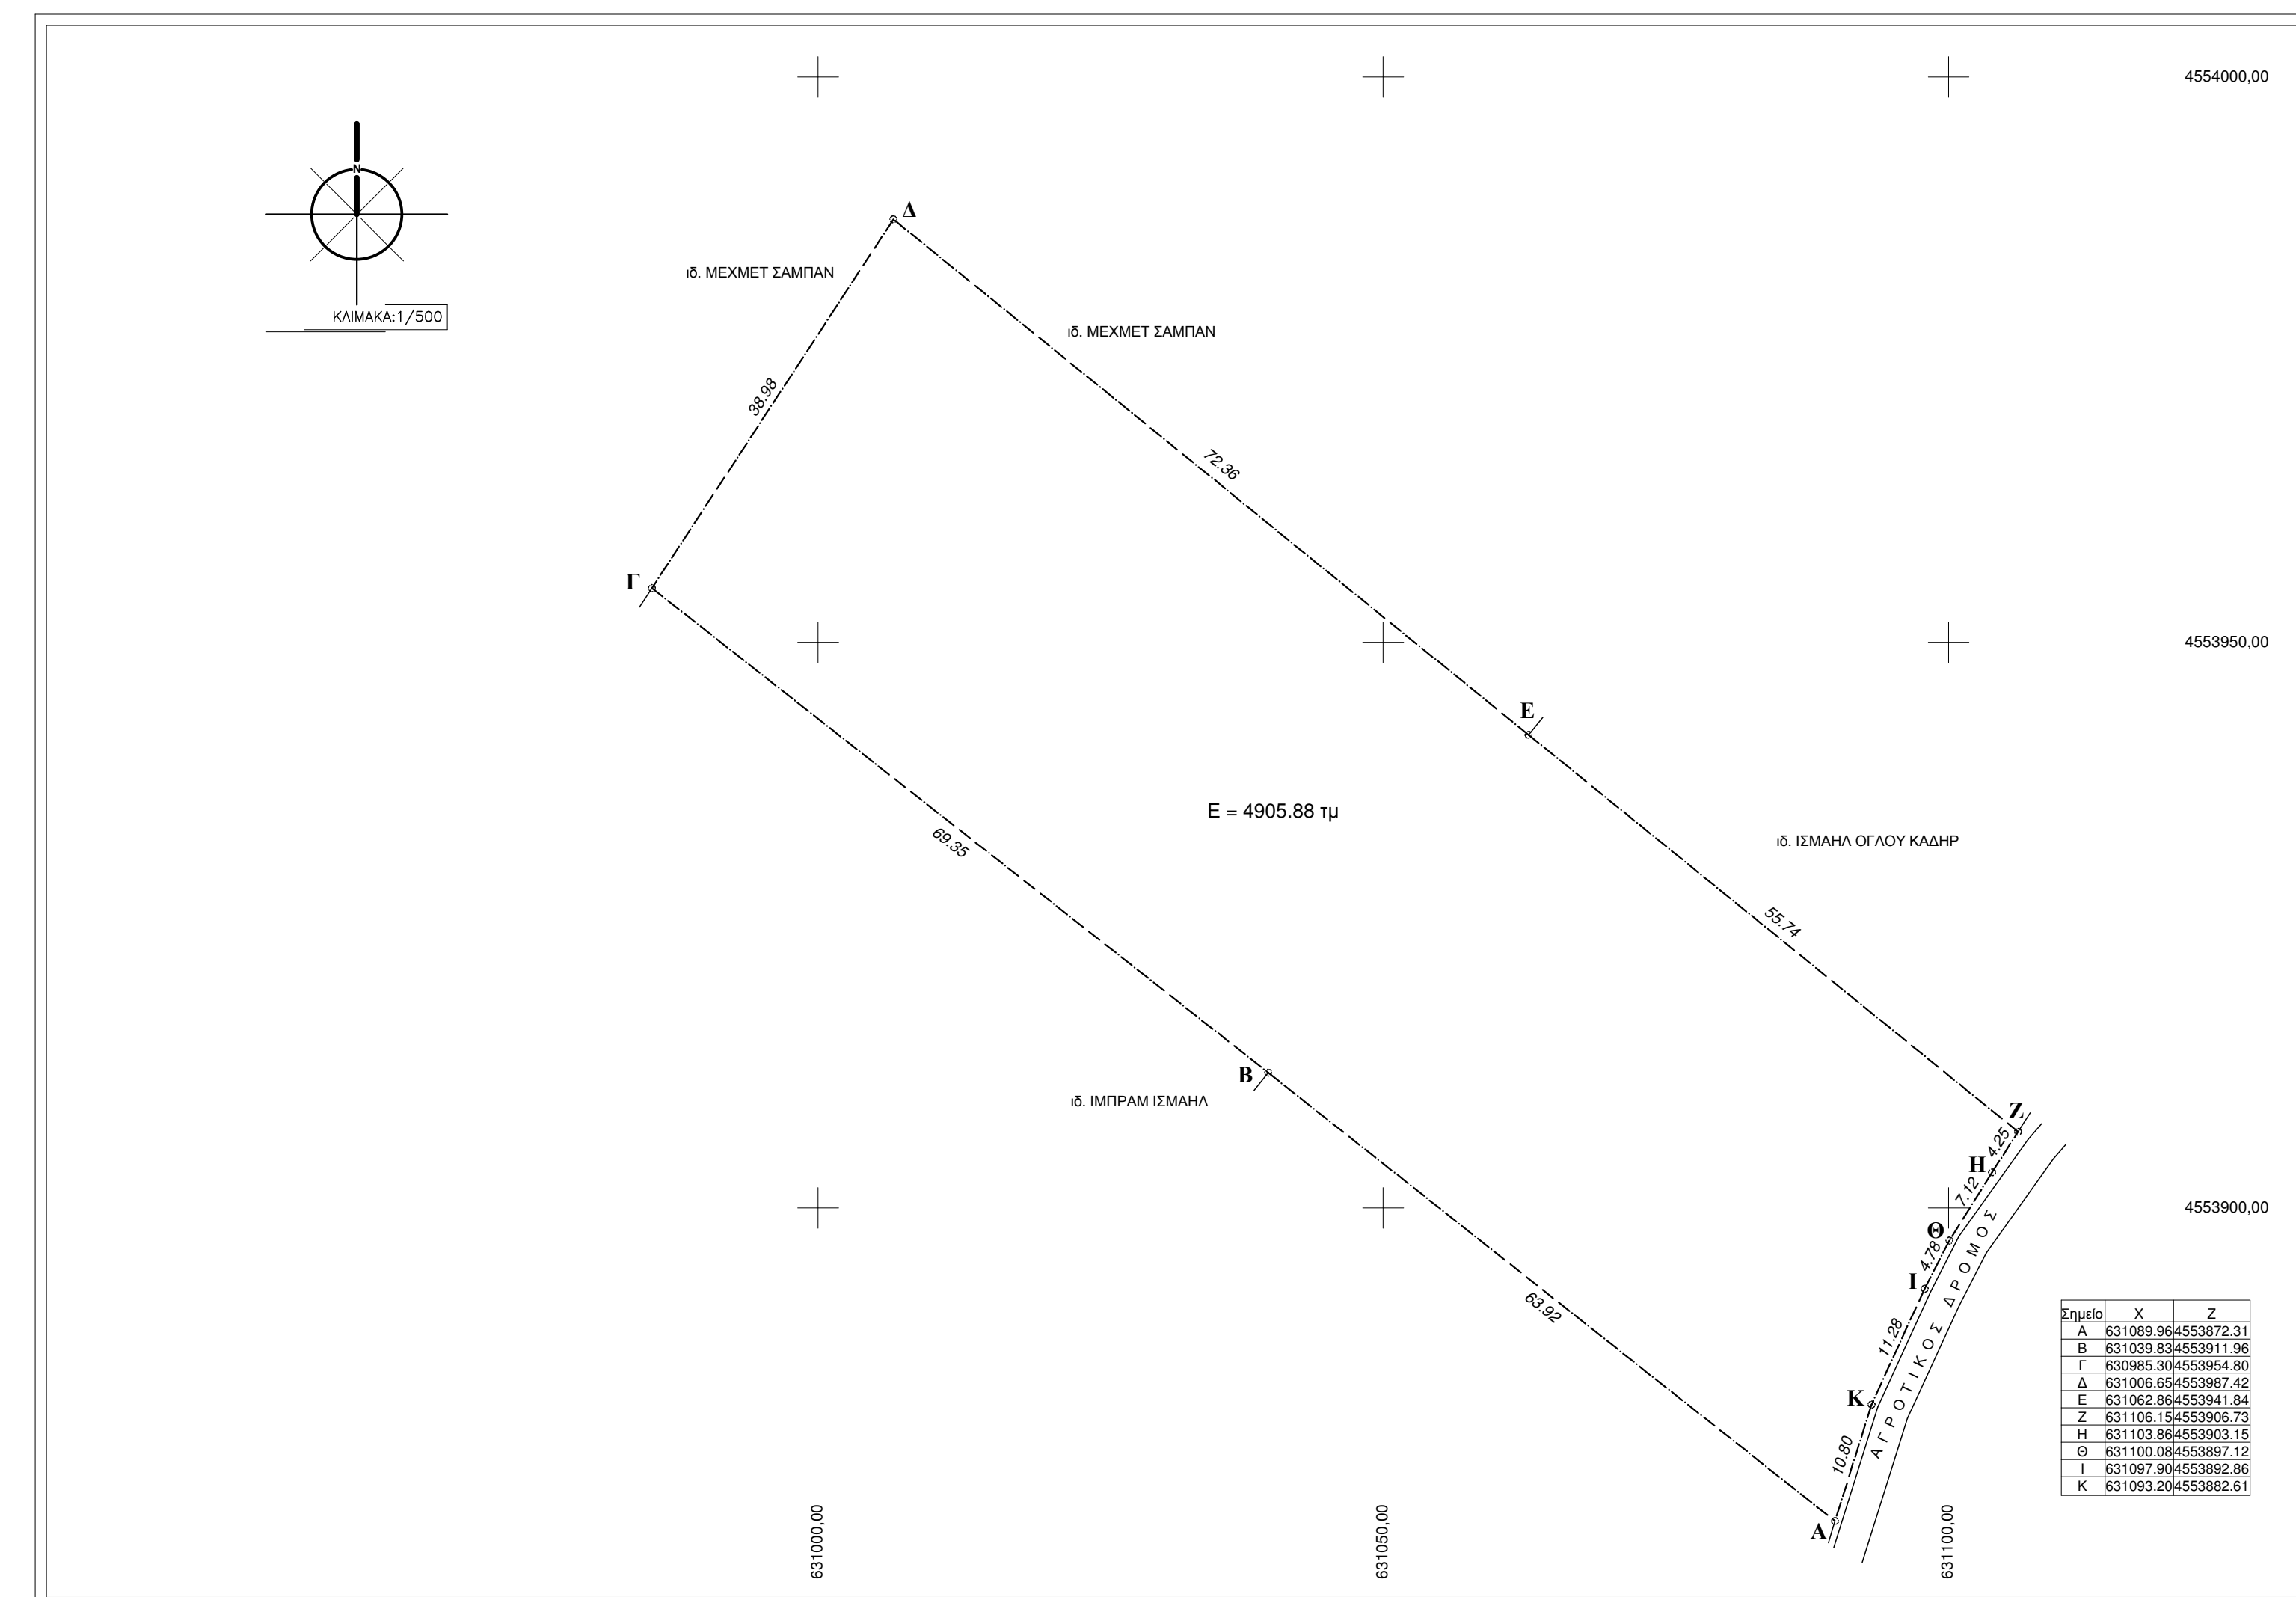 4554000,00
N
ΚΛΙΜΑΚΑ:1/500
Δ
ιδ. ΜΕΧΜΕΤ ΣΑΜΠΑΝ
ιδ. ΜΕΧΜΕΤ ΣΑΜΠΑΝ
38.98
72.36
Γ
4553950,00
Ε
Ε = 4905.88 τμ
69.35
ιδ. ΙΣΜΑΗΛ ΟΓΛΟΥ ΚΑΔΗΡ
55.74
Β
ιδ. ΙΜΠΡΑΜ ΙΣΜΑΗΛ
Ζ
4.25
Η
7.12
4553900,00
Θ
4.78
Ι
63.92
11.28
ΑΓΡΟΤΙΚΟΣ ΔΡΟΜΟΣ
Κ
10.80
Α
Σημείο Χ Ζ
Α 631089.96 4553872.31
Β 631039.83 4553911.96
Γ 630985.30 4553954.80
Δ 631006.65 4553987.42
Ε 631062.86 4553941.84
Ζ 631106.15 4553906.73
Η 631103.86 4553903.15
Θ 631100.08 4553897.12
Ι 631097.90 4553892.86
Κ 631093.20 4553882.61
631000,00
631050,00
631100,00